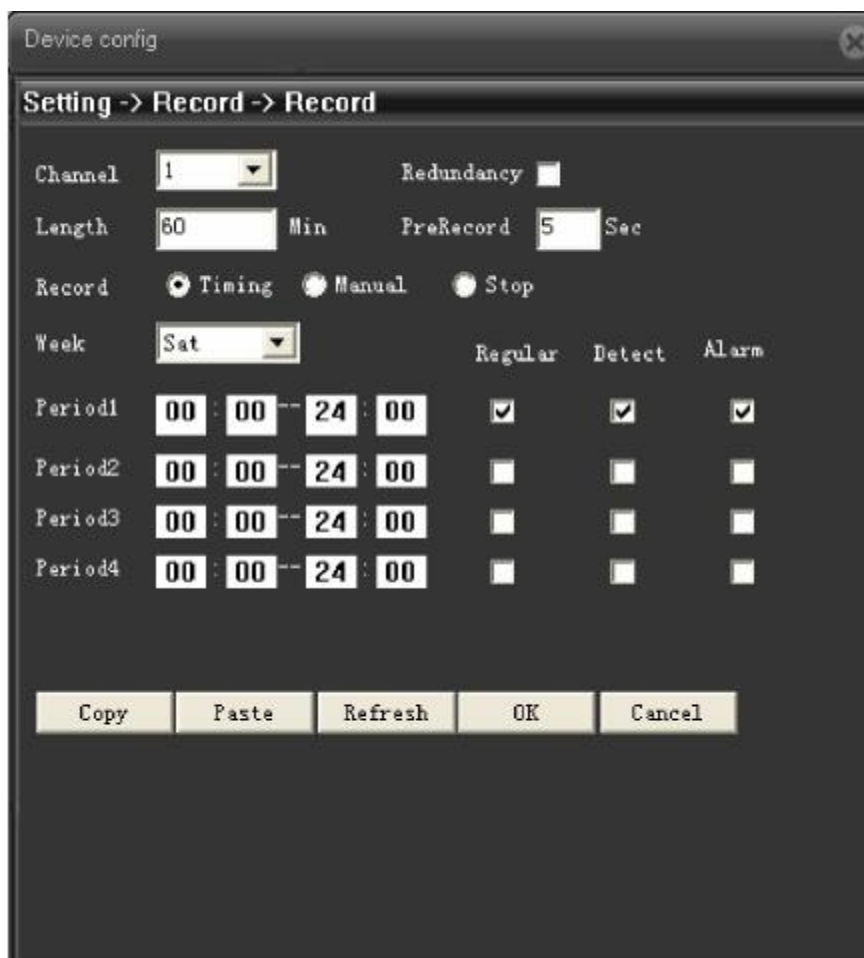 Device config
Setting -> Record -> Record
Channel 1 Redundancy
Length 60 Min PreRecord 5 Sec
Record Timing Manual Stop
Week Sat Regular Detect Alarm
Period1 00 : 00 -- 24 : 00
Period2 00 : 00 -- 24 : 00
Period3 00 : 00 -- 24 : 00
Period4 00 : 00 -- 24 : 00
Copy Paste Refresh OK Cancel